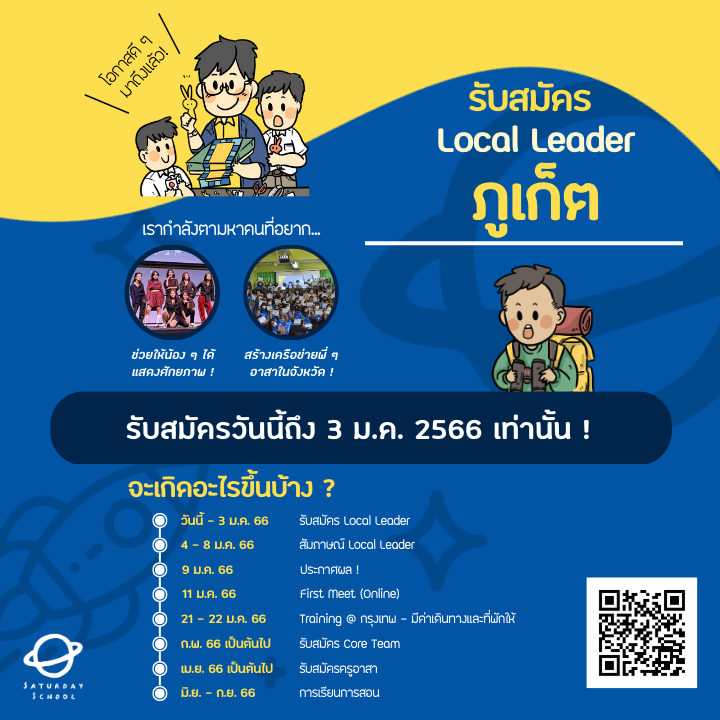 โอกาสดี ๆ
มาถึงแล้ว!
รับสมัคร
Local Leader
ภูเก็ต
เรากำลังตามหาคนที่อยาก...
ช่วยให้น้อง ๆ ได้
แสดงศักยภาพ !
สร้างเครือข่ายพี่ ๆ
อาสาในจังหวัด !
รับสมัครวันนี้ถึง 3 ม.ค. 2566 เท่านั้น !
จะเกิดอะไรขึ้นบ้าง ?
วันนี้ - 3 ม.ค. 66 รับสมัคร Local Leader
4 - 8 ม.ค. 66 สัมภาษณ์ Local Leader
9 ม.ค. 66 ประกาศผล !
11 ม.ค. 66 First Meet (Online)
21 - 22 ม.ค. 66 Training @ กรุงเทพ - มีค่าเดินทางและที่พักให้
ก.พ. 66 เป็นต้นไป รับสมัคร Core Team
เม.ย. 66 เป็นต้นไป รับสมัครครูอาสา
มิ.ย. - ก.ย. 66 การเรียนการสอน
SATURDAY
SCHOOL